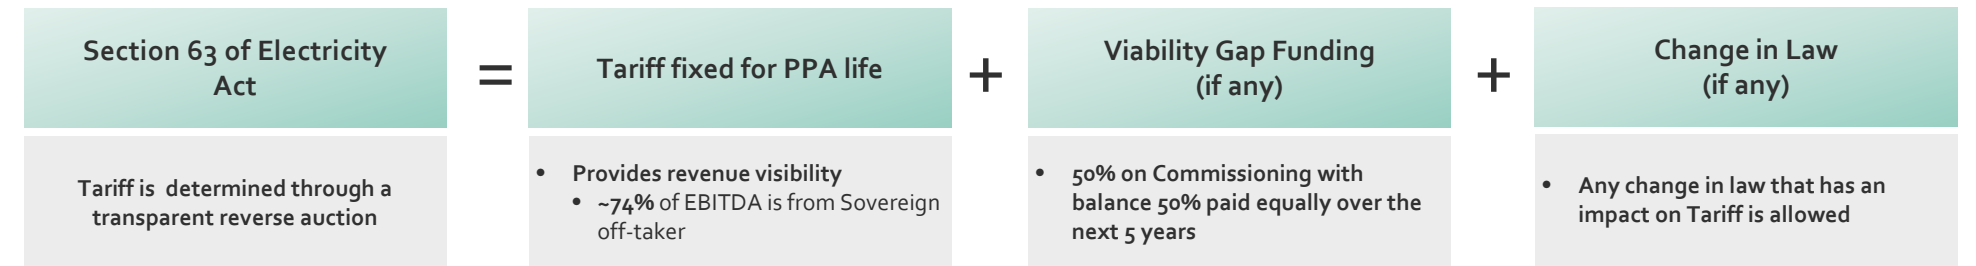 Section 63 of Electricity
Act
=
Tariff fixed for PPA life
+
Viability Gap Funding
(if any)
+
Change in Law
(if any)
Tariff is determined through a
transparent reverse auction
• Provides revenue visibility
• ~74% of EBITDA is from Sovereign
off-taker
• 50% on Commissioning with
balance 50% paid equally over the
next 5 years
• Any change in law that has an
impact on Tariff is allowed